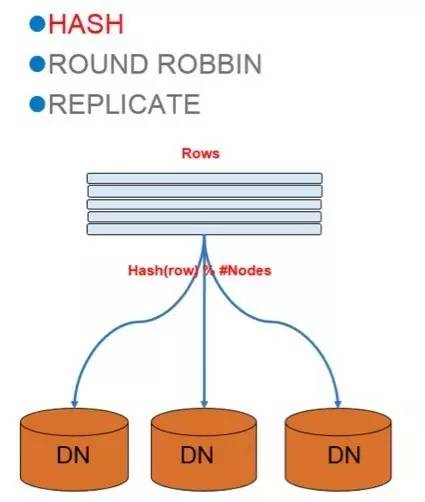 HASH
ROUND ROBBIN
REPLICATE
Rows
Hash(row) % #Nodes
DN
DN
DN